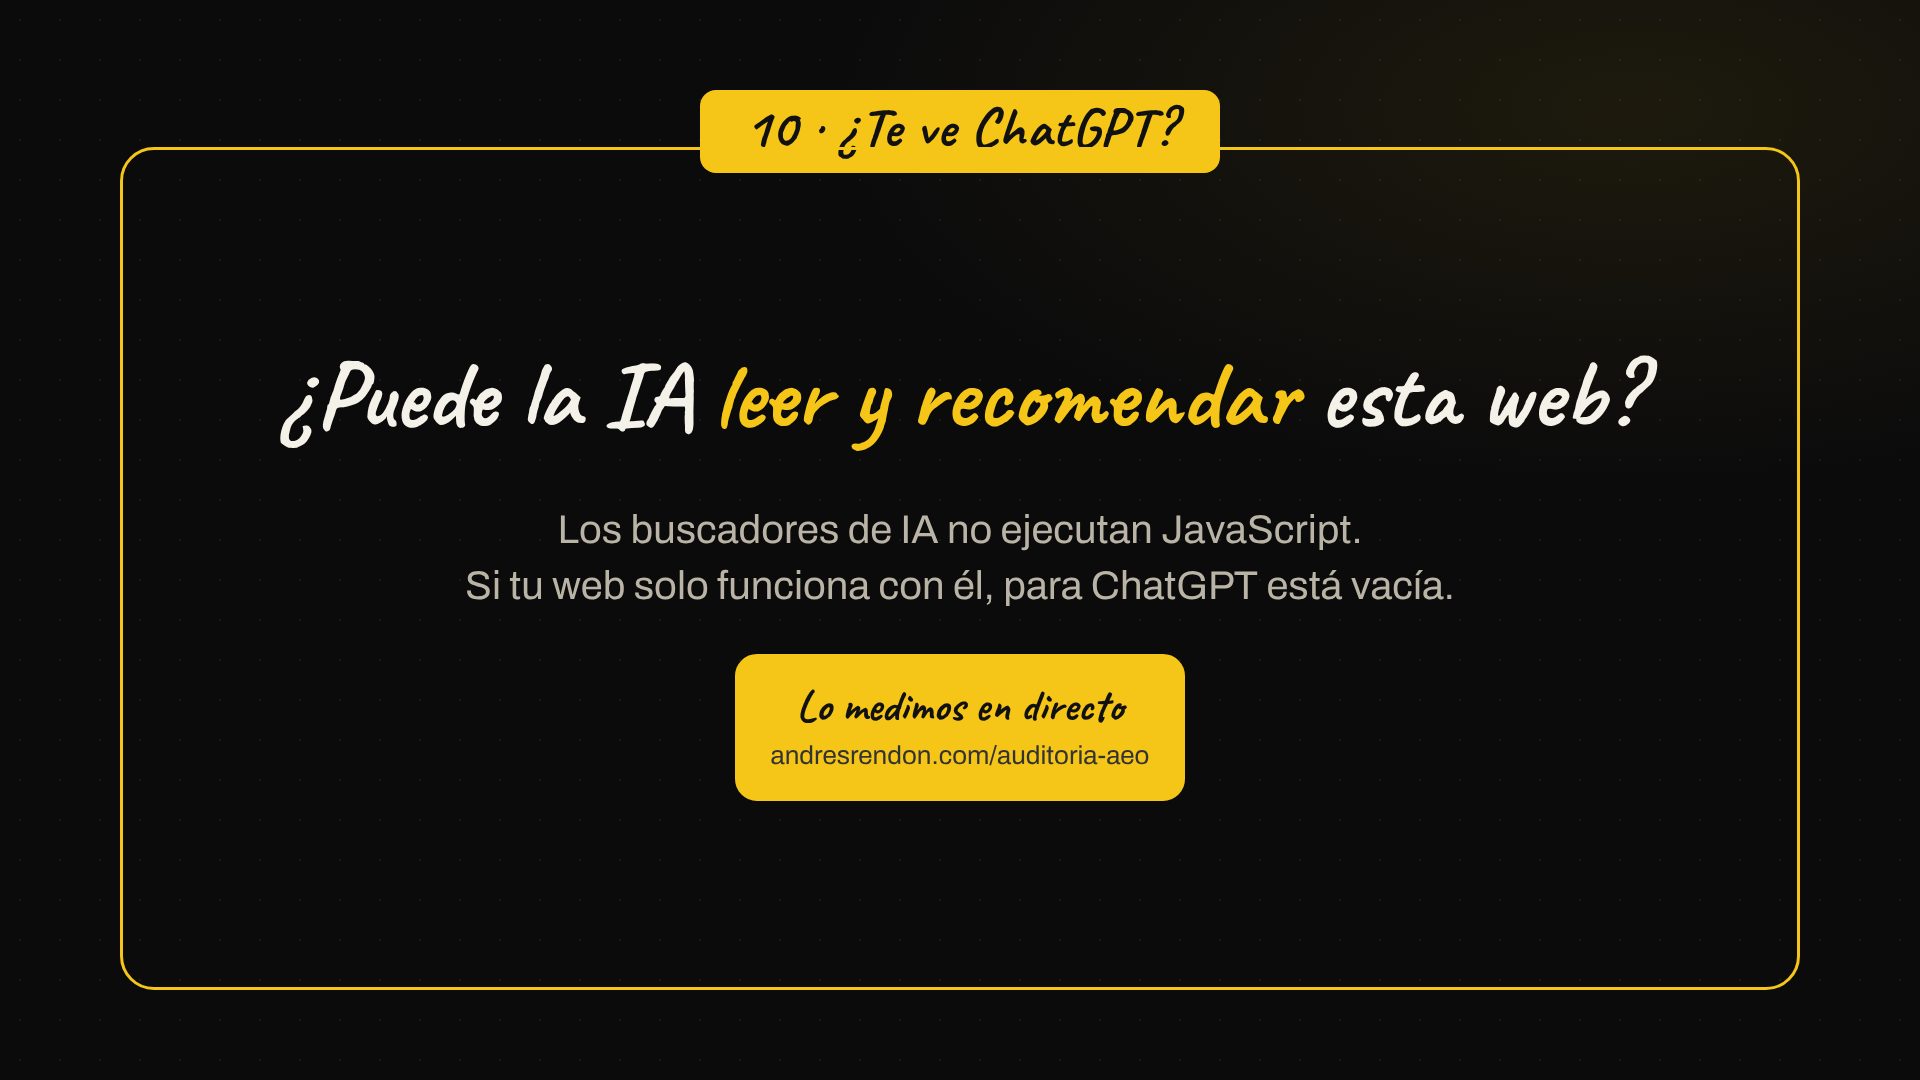 10 · ¿Te ve ChatGPT?
¿Puede la IA leer y recomendar esta web?
Los buscadores de IA no ejecutan JavaScript.
Si tu web solo funciona con él, para ChatGPT está vacía.
Lo medimos en directo
andresrendon.com/auditoria-aeo